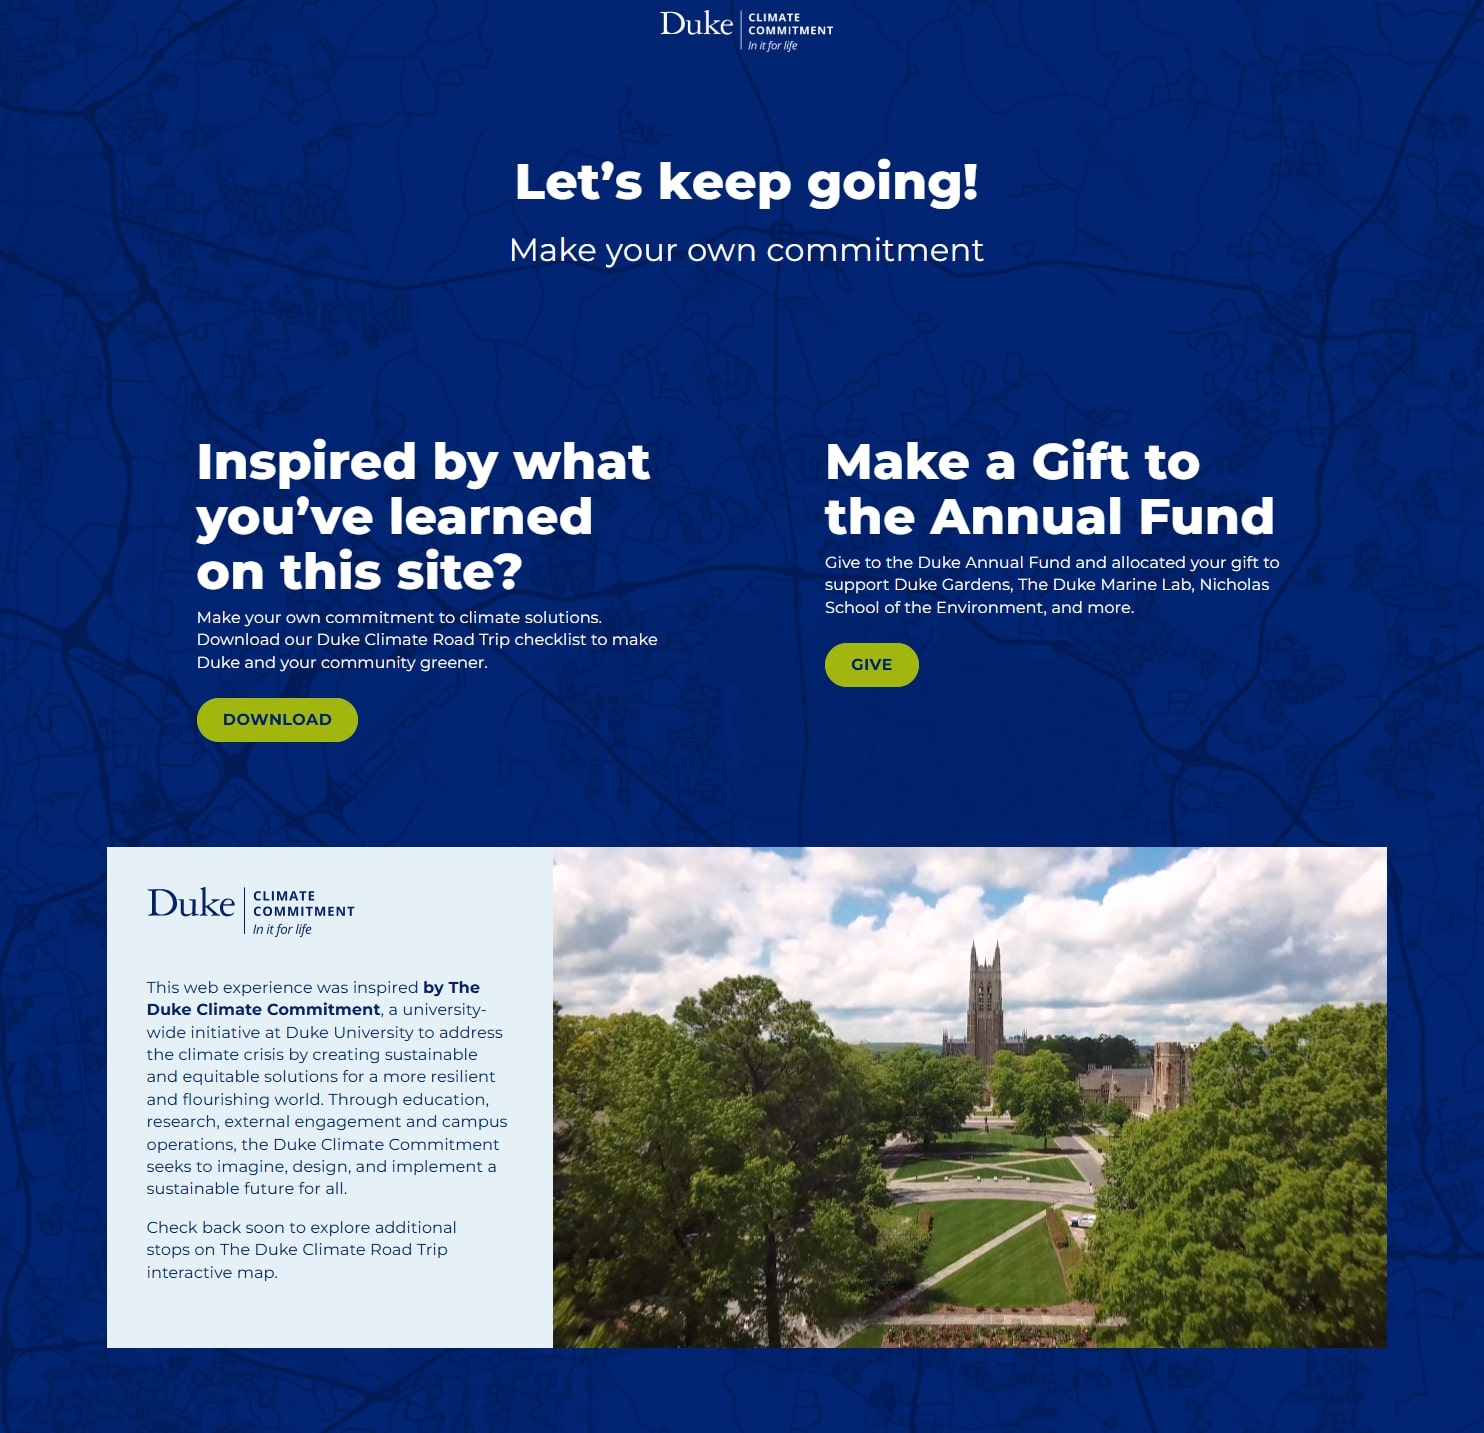 Duke CLIMATE
COMMITMENT
In it for life
Let’s keep going!
Make your own commitment
Inspired by what
you’ve learned
on this site?
Make your own commitment to climate solutions.
Download our Duke Climate Road Trip checklist to make
Duke and your community greener.
DOWNLOAD
Make a Gift to
the Annual Fund
Give to the Duke Annual Fund and allocated your gift to
support Duke Gardens, The Duke Marine Lab, Nicholas
School of the Environment, and more.
GIVE
Duke CLIMATE
COMMITMENT
In it for life
This web experience was inspired by The
Duke Climate Commitment, a university-
wide initiative at Duke University to address
the climate crisis by creating sustainable
and equitable solutions for a more resilient
and flourishing world. Through education,
research, external engagement and campus
operations, the Duke Climate Commitment
seeks to imagine, design, and implement a
sustainable future for all.
Check back soon to explore additional
stops on The Duke Climate Road Trip
interactive map.